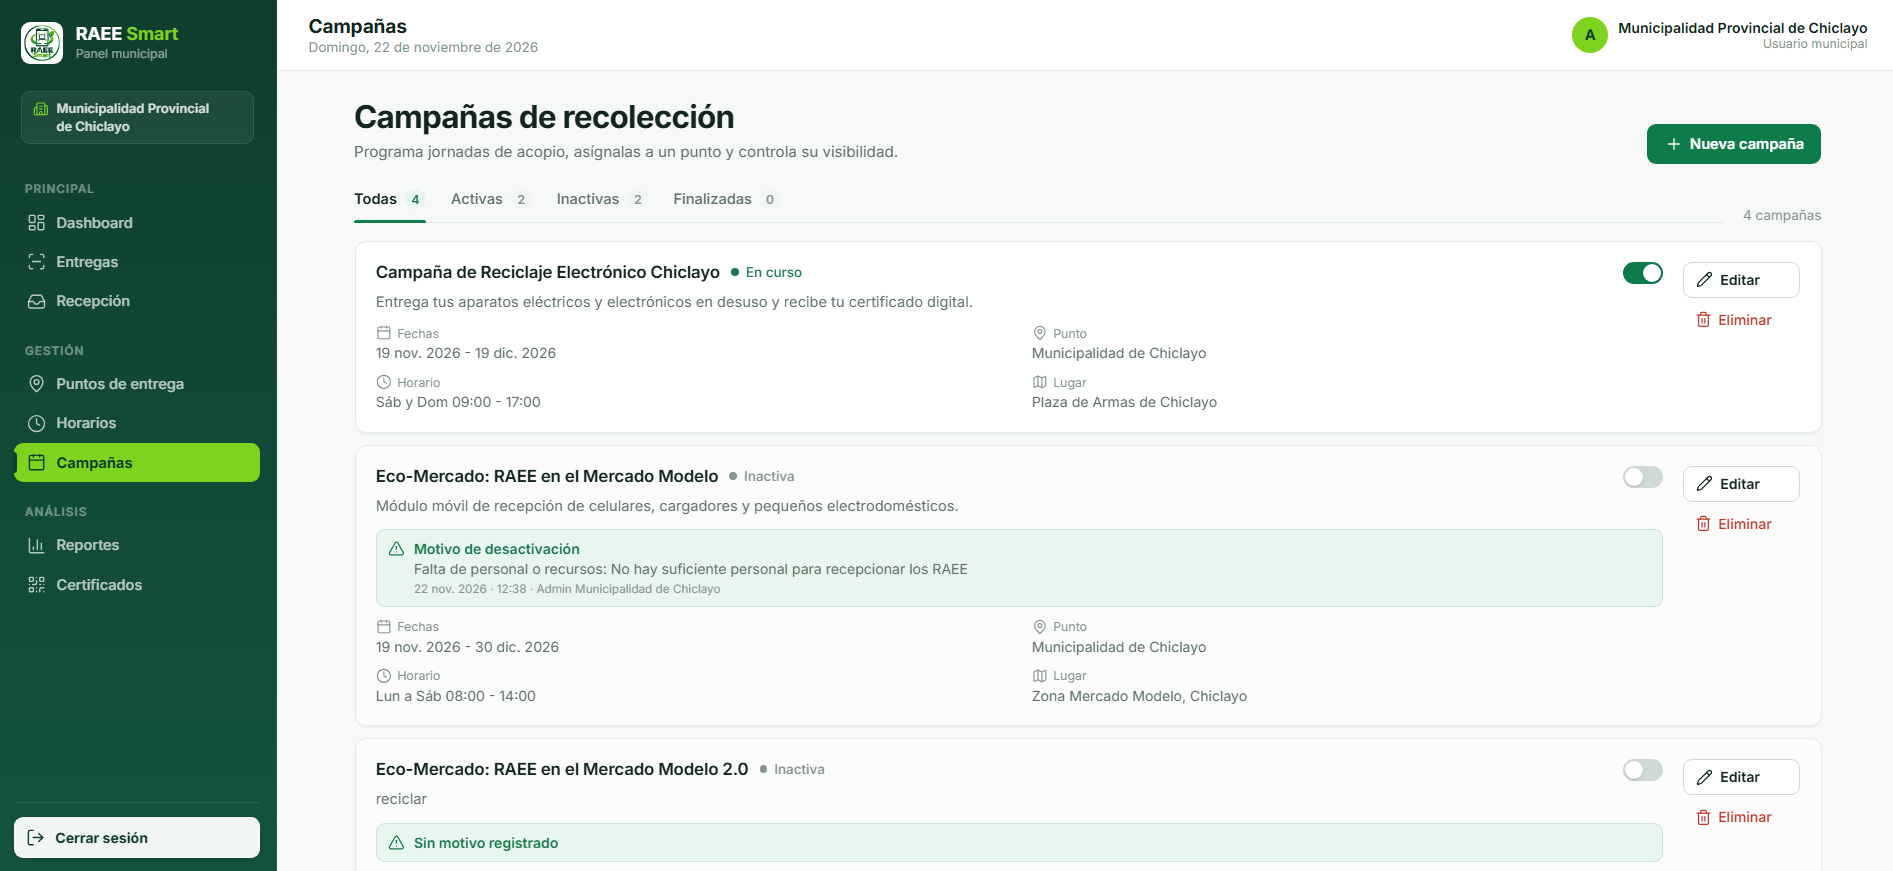 RAEE Smart
Panel municipal
Municipalidad Provincial
de Chiclayo
PRINCIPAL
Dashboard
Entregas
Recepción
GESTIÓN
Puntos de entrega
Horarios
Campañas
ANÁLISIS
Reportes
Certificados
Cerrar sesión
Campañas
Domingo, 22 de noviembre de 2026
A
Municipalidad Provincial de Chiclayo
Usuario municipal
Campañas de recolección
Programa jornadas de acopio, asígnalas a un punto y controla su visibilidad.
+ Nueva campaña
Todas 4 Activas 2 Inactivas 2 Finalizadas 0
4 campañas
Campaña de Reciclaje Electrónico Chiclayo En curso
Entrega tus aparatos eléctricos y electrónicos en desuso y recibe tu certificado digital.
Fechas
19 nov. 2026 - 19 dic. 2026
Punto
Municipalidad de Chiclayo
Horario
Sáb y Dom 09:00 - 17:00
Lugar
Plaza de Armas de Chiclayo
Editar
Eliminar
Eco-Mercado: RAEE en el Mercado Modelo Inactiva
Módulo móvil de recepción de celulares, cargadores y pequeños electrodomésticos.
Motivo de desactivación
Falta de personal o recursos: No hay suficiente personal para recepcionar los RAEE
22 nov. 2026 · 12:38 · Admin Municipalidad de Chiclayo
Fechas
19 nov. 2026 - 30 dic. 2026
Punto
Municipalidad de Chiclayo
Horario
Lun a Sáb 08:00 - 14:00
Lugar
Zona Mercado Modelo, Chiclayo
Editar
Eliminar
Eco-Mercado: RAEE en el Mercado Modelo 2.0 Inactiva
reciclar
Sin motivo registrado
Editar
Eliminar